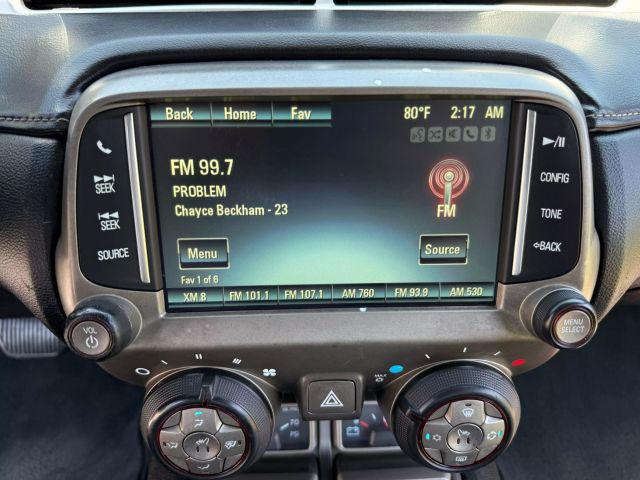 Back Home Fav 80°F 2:17 AM
FM 99.7
PROBLEM
Chayce Beckham - 23
FM
Menu Source
Fav 1 of 6
XM 8 FM 101.1 FM 107.1 AM 760 FM 93.9 AM 530
SEEK
SEEK
SOURCE
CONFIG
TONE
BACK
VOL
MENU
SELECT
MAX